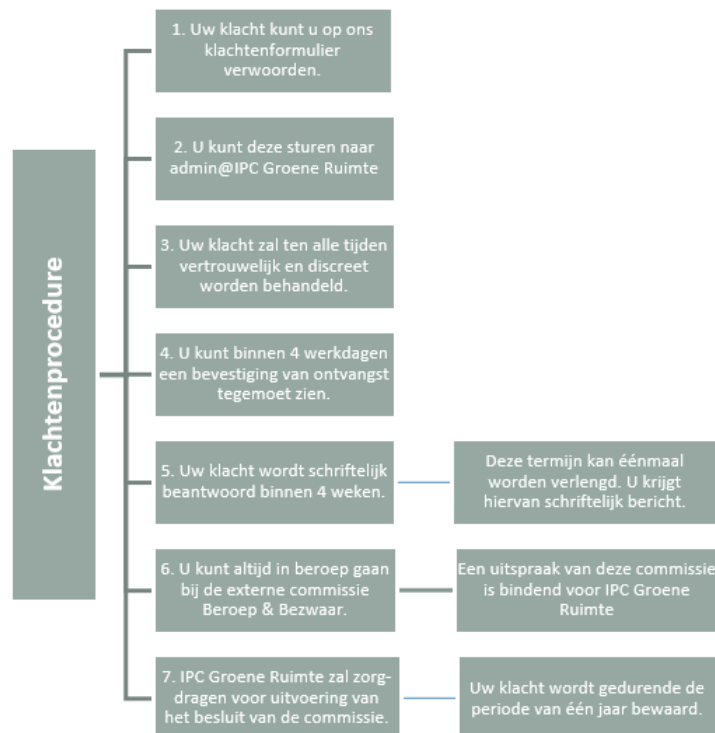 Klachtenprocedure
1. Uw klacht kunt u op ons
klachtenformulier
verwoorden.
2. U kunt deze sturen naar
admin@IPC Groene Ruimte
3. Uw klacht zal ten alle tijden
vertrouwelijk en discreet
worden behandeld.
4. U kunt binnen 4 werkdagen
een bevestiging van ontvangst
tegemoet zien.
5. Uw klacht wordt schriftelijk
beantwoord binnen 4 weken.
Deze termijn kan éénmaal
worden verlengd. U krijgt
hiervan schriftelijk bericht.
6. U kunt altijd in beroep gaan
bij de externe commissie
Beroep & Bezwaar.
Een uitspraak van deze commissie
is bindend voor IPC Groene
Ruimte
7. IPC Groene Ruimte zal zorg-
dragen voor uitvoering van
het besluit van de commissie.
Uw klacht wordt gedurende de
periode van één jaar bewaard.